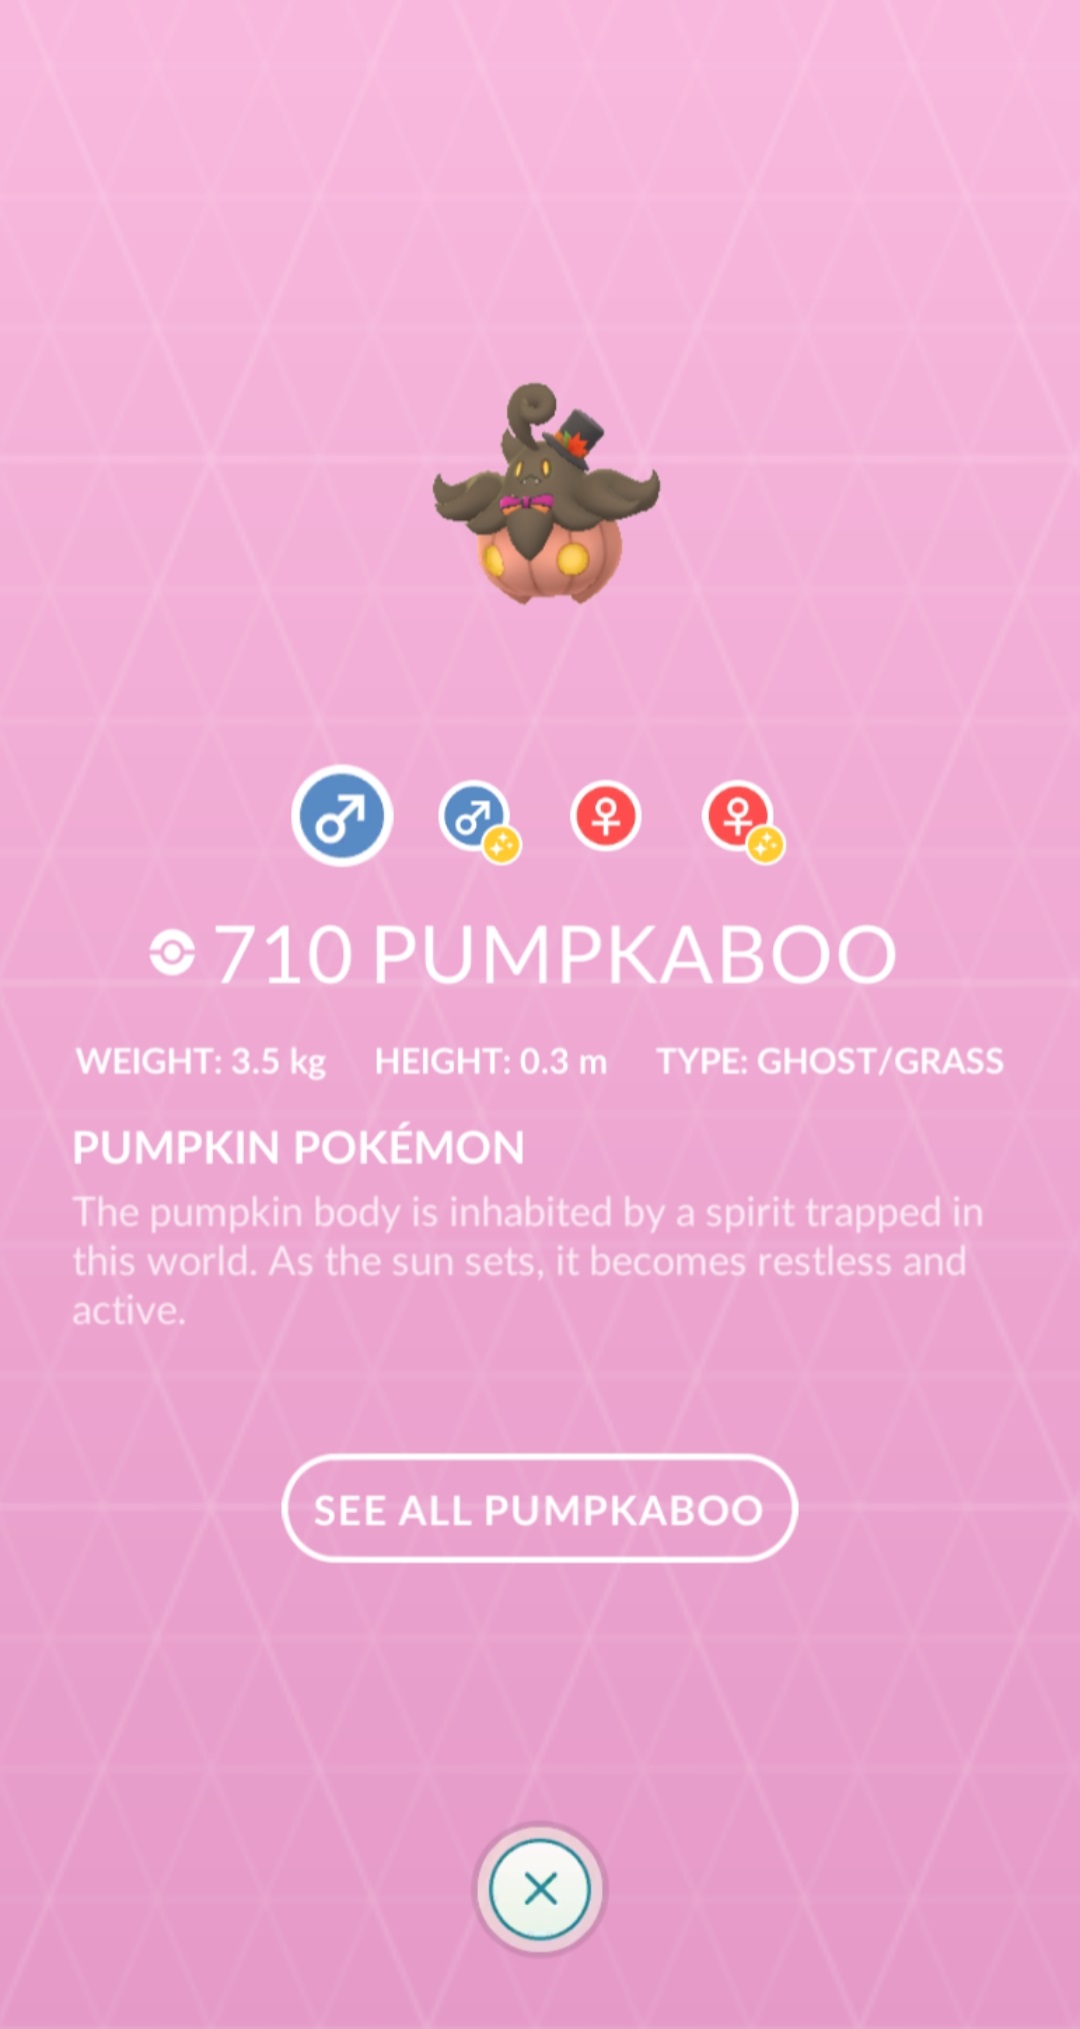 710 PUMPKABOO
WEIGHT: 3.5 kg HEIGHT: 0.3 m TYPE: GHOST/GRASS
PUMPKIN POKÉMON
The pumpkin body is inhabited by a spirit trapped in
this world. As the sun sets, it becomes restless and
active.
SEE ALL PUMPKABOO